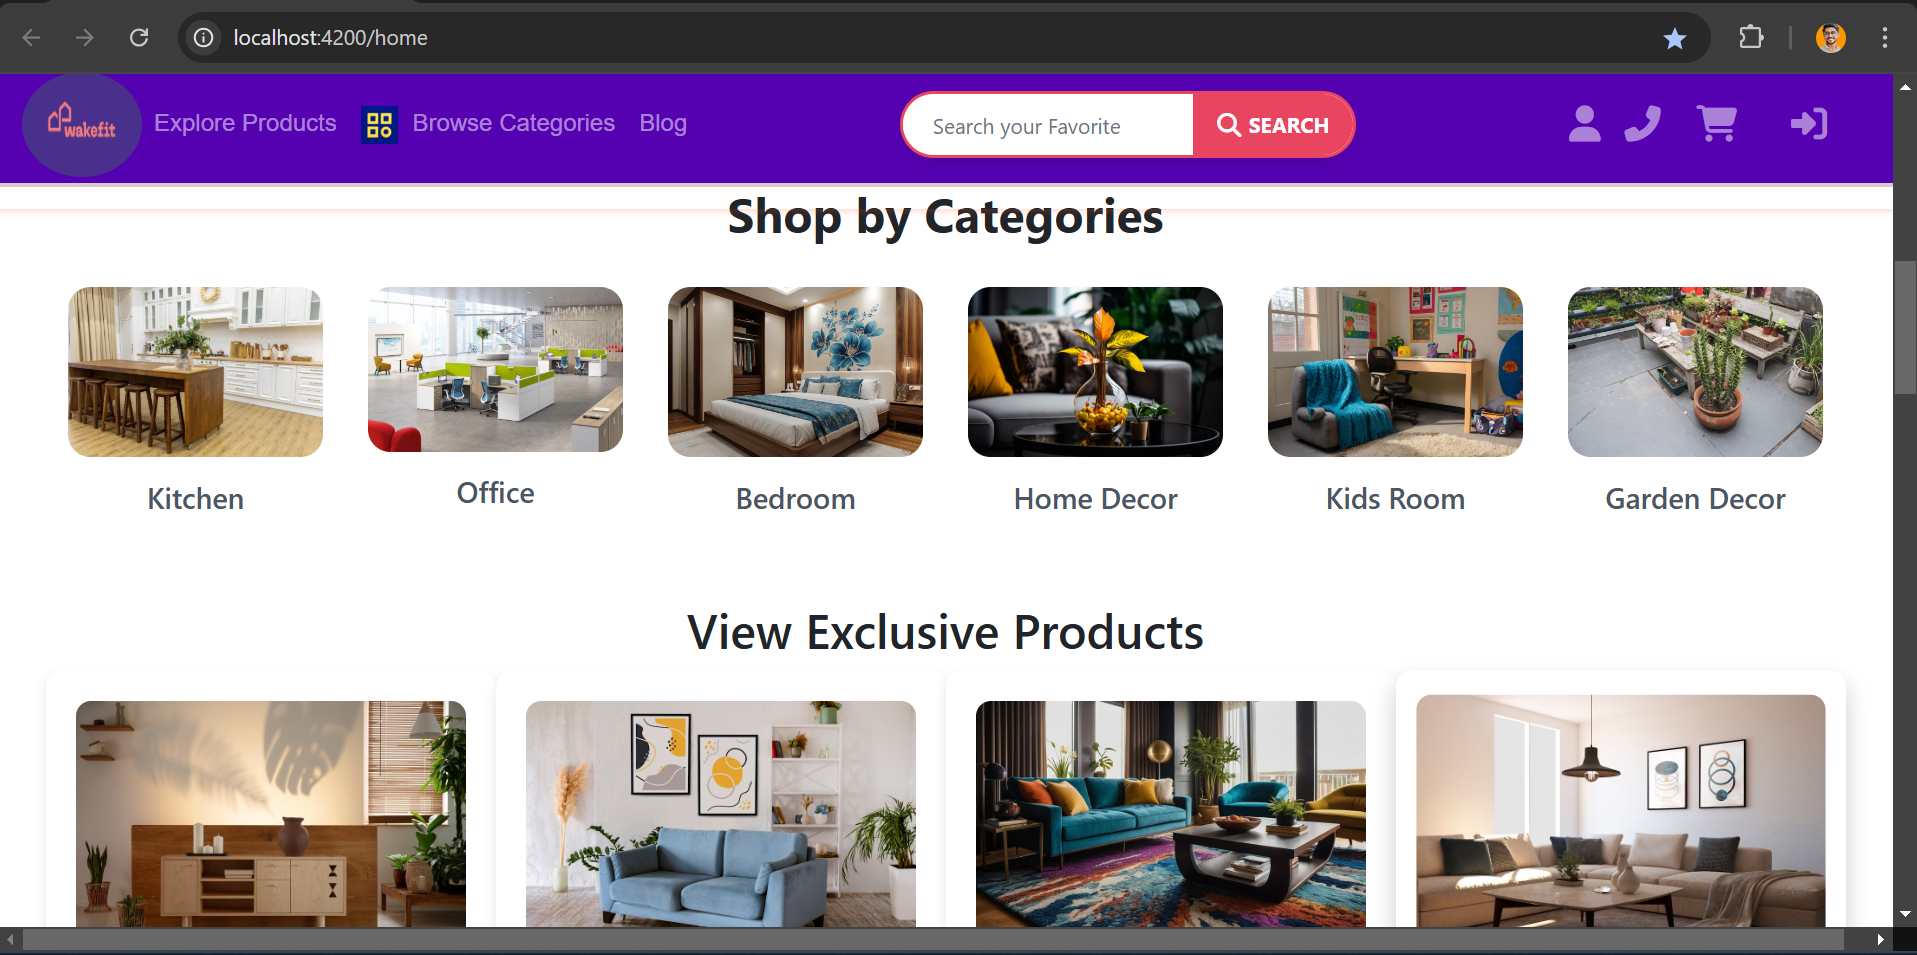 localhost:4200/home
wakefit
Explore Products
Browse Categories
Blog
Search your Favorite
SEARCH
Shop by Categories
Kitchen
Office
Bedroom
Home Decor
Kids Room
Garden Decor
View Exclusive Products